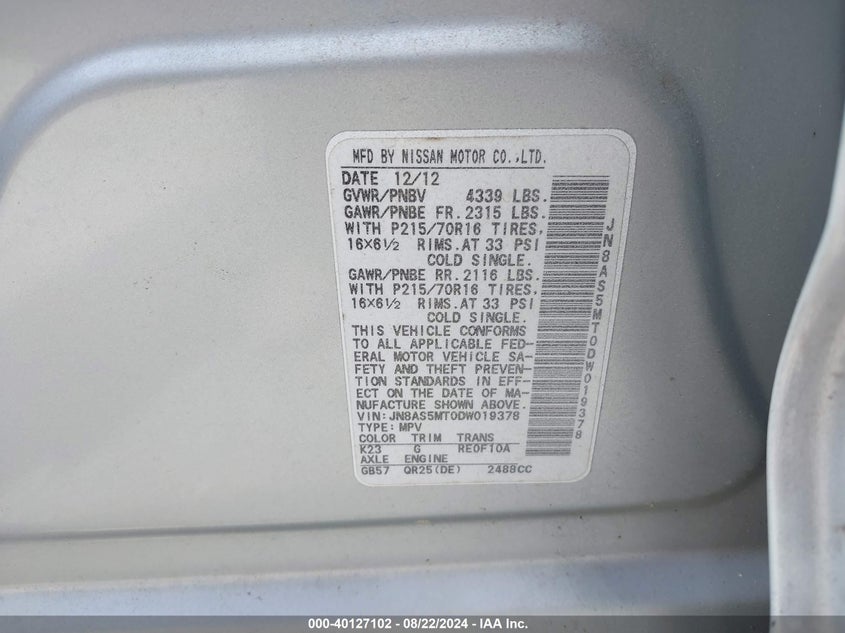 MFD BY NISSAN MOTOR CO.,LTD.
DATE 12/12
GVWR/PNBV 4339 LBS.
GAWR/PNBE FR.2315 LBS.
WITH P215/70R16 TIRES,
16×6½ RIMS.AT 33 PSI
COLD SINGLE.
GAWR/PNBE RR.2116 LBS.
WITH P215/70R16 TIRES,
16×6½ RIMS.AT 33 PSI
COLD SINGLE.
THIS VEHICLE CONFORMS
TO ALL APPLICABLE FED-
ERAL MOTOR VEHICLE SA-
FETY AND THEFT PREVEN-
TION STANDARDS IN EFF-
ECT ON THE DATE OF MA-
NUFACTURE SHOWN ABOVE.
VIN:JN8AS5MT0DW019378
TYPE:MPV
COLOR TRIM TRANS
K23 G RE0F10A
AXLE ENGINE
GB57 QR25(DE) 2488CC
JN8AS5MT0DW019378
000-40127102 - 08/22/2024 - IAA, Inc.